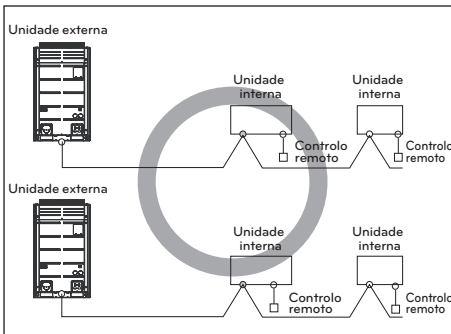 Unidade externa
Unidade
interna
Unidade
interna
Controlo
remoto
Controlo
remoto
Unidade externa
Unidade
interna
Unidade
interna
Controlo
remoto
Controlo
remoto